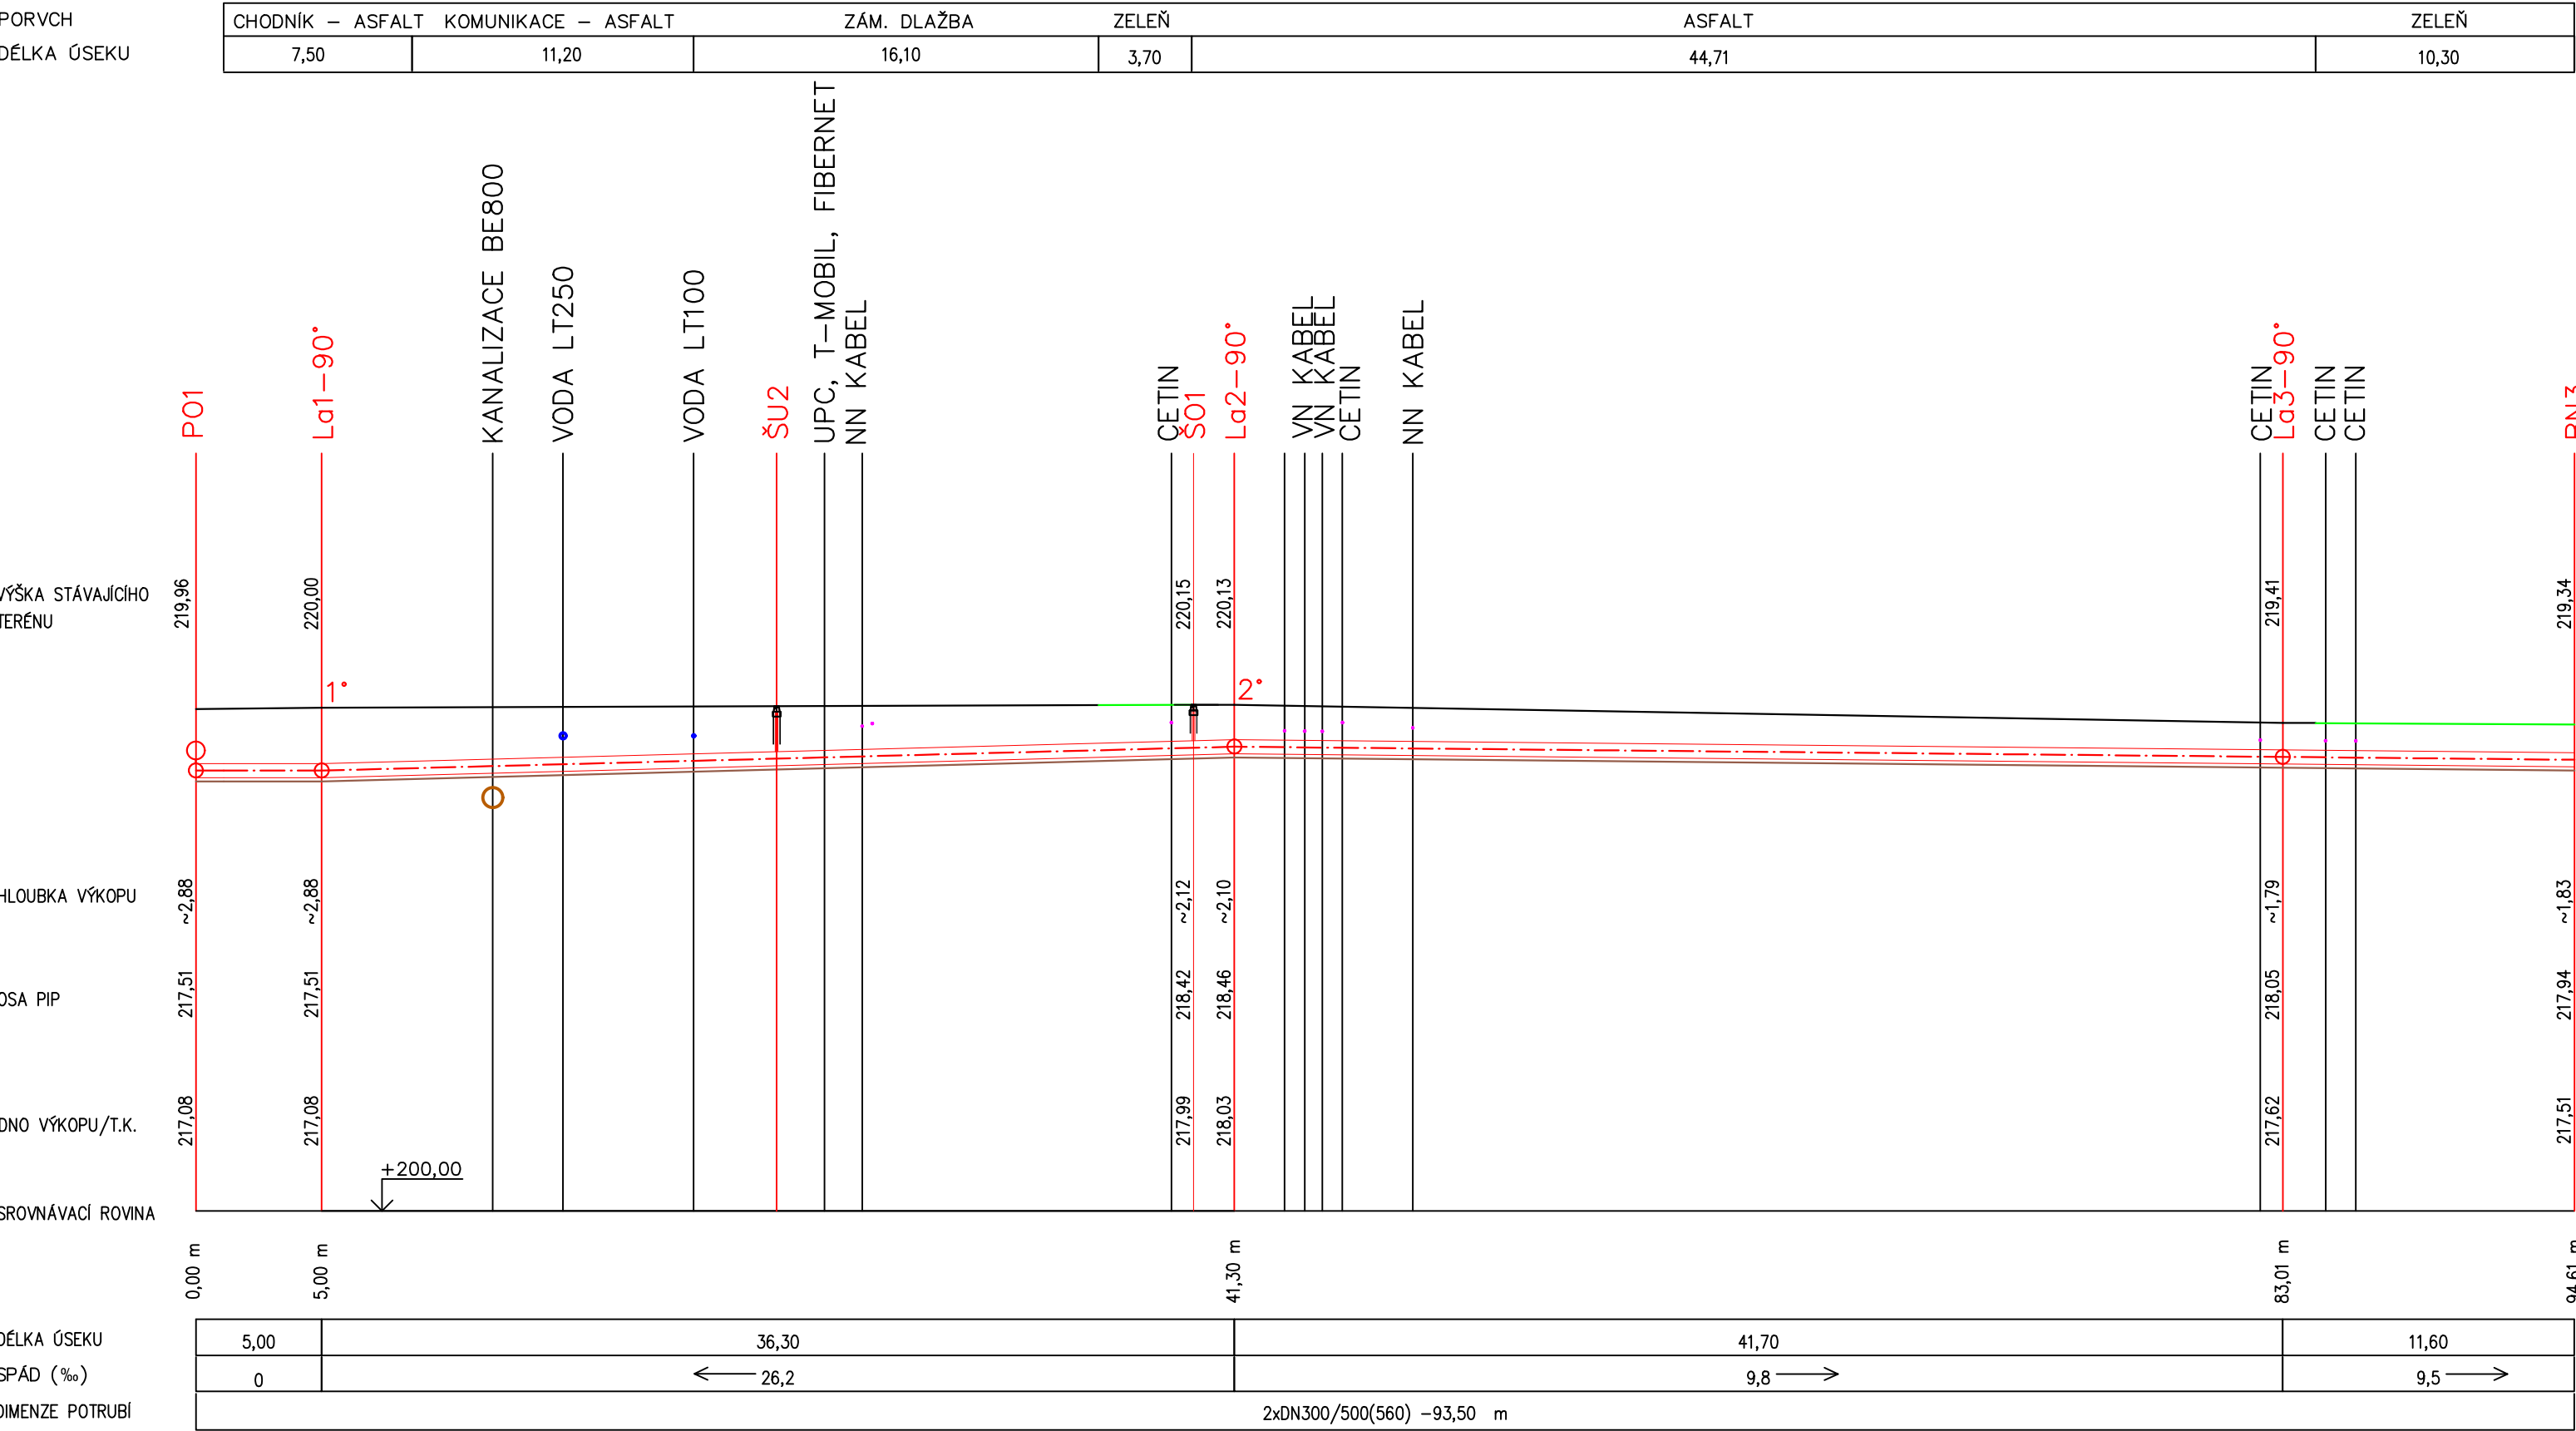 PORVCH CHODNÍK – ASFALT KOMUNIKACE – ASFALT ZÁM. DLAŽBA ZELEŇ ASFALT ZELEŇ
DÉLKA ÚSEKU 7,50 11,20 16,10 3,70 44,71 10,30
PO1
La1–90°
KANALIZACE BE800
VODA LT250
VODA LT100
ŠU2
UPC, T–MOBIL, FIBERNET
NN KABEL
CETIN
ŠO1
La2–90°
VN KABEL
VN KABEL
CETIN
NN KABEL
CETIN
La3–90°
CETIN
CETIN
VÝŠKA STÁVAJÍCÍHO
TERÉNU
219,96 220,00 220,15 220,13 219,41 219,34
1° 2°
HLOUBKA VÝKOPU ~2,88 ~2,88 ~2,12 ~2,10 ~1,79 ~1,83
OSA PIP 217,51 217,51 218,42 218,46 218,05 217,94
DNO VÝKOPU/T.K. 217,08 217,08 217,99 218,03 217,62 217,51
+200,00
SROVNÁVACÍ ROVINA
0,00 m 5,00 m 41,30 m 83,01 m 94,61 m
DÉLKA ÚSEKU 5,00 36,30 41,70 11,60
SPÁD (‰) 0 26,2 9,8 9,5
DIMENZE POTRUBÍ 2xDN300/500(560) –93,50 m